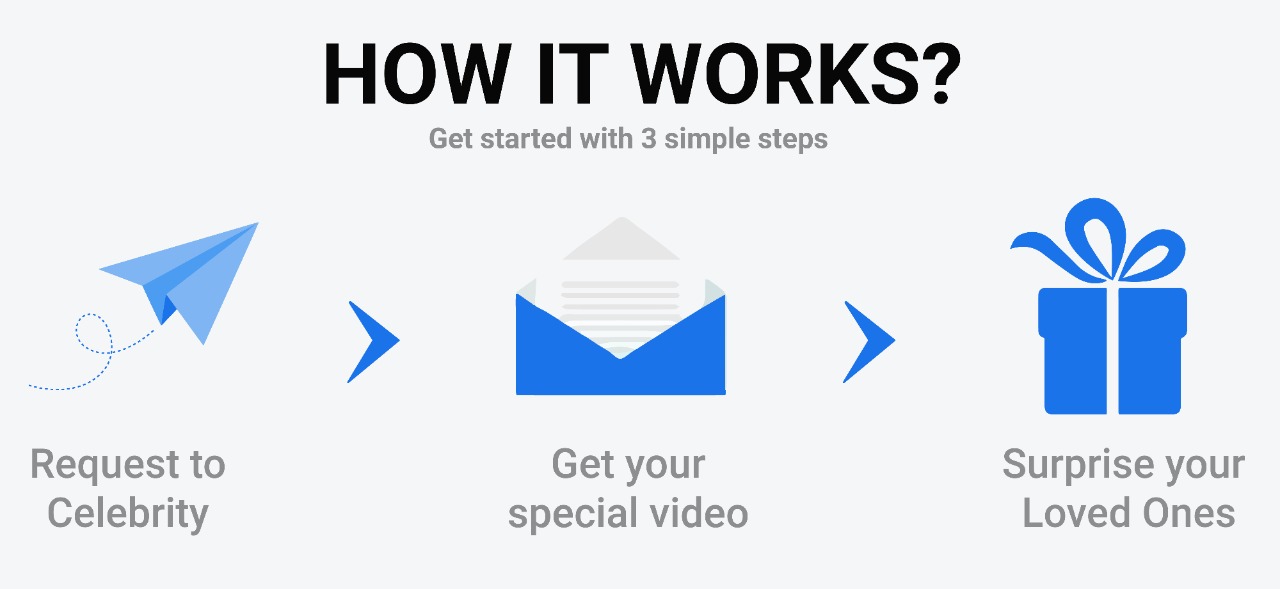 HOW IT WORKS?
Get started with 3 simple steps
Request to
Celebrity
Get your
special video
Surprise your
Loved Ones